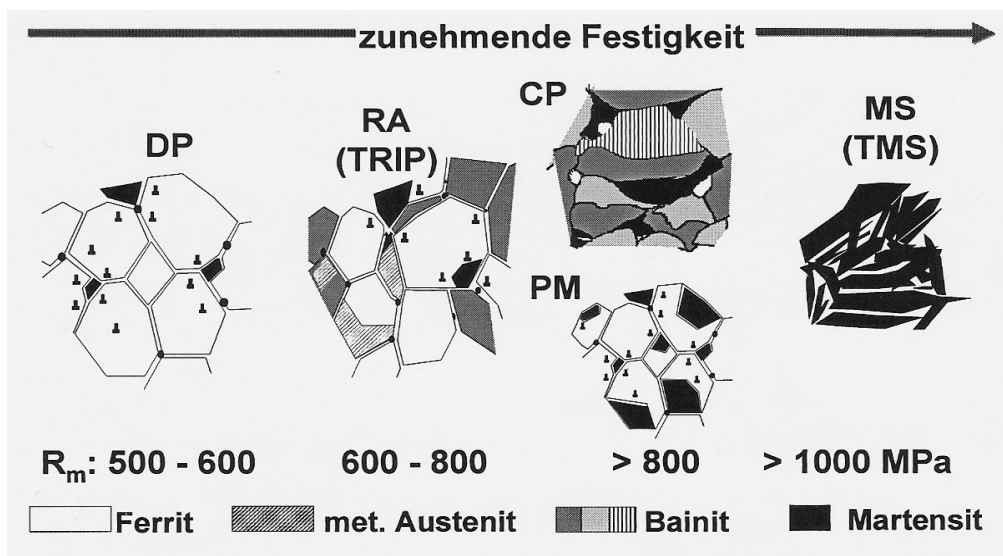 zunehmende Festigkeit
DP
RA
(TRIP)
CP
MS
(TMS)
PM
Rm: 500 - 600
600 - 800
> 800
> 1000 MPa
Ferrit
met. Austenit
Bainit
Martensit